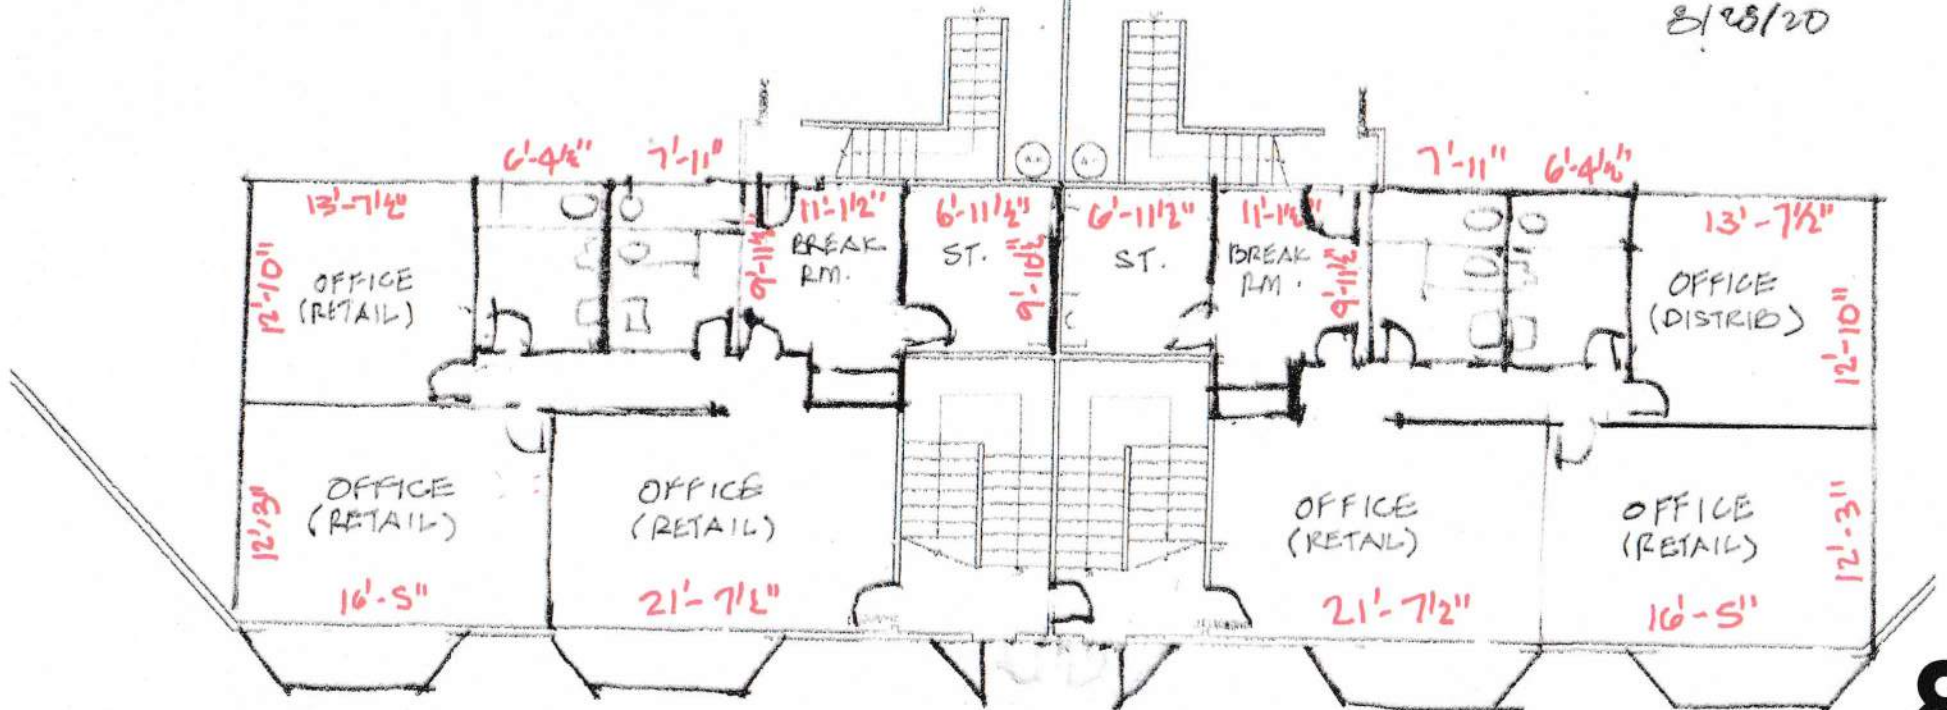 8/28/20
6'-4½"
7'-11"
7'-11"
6'-4½"
13'-7½"
11'-1½"
6'-11½"
6'-11½"
11'-1½"
13'-7½"
12'-10"
OFFICE
(RETAIL)
9'-11½"
BREAK
RM.
ST.
9'-10½"
ST.
BREAK
RM.
9'-11½"
OFFICE
(DISTRIB)
12'-10"
12'-3"
OFFICE
(RETAIL)
OFFICE
(RETAIL)
OFFICE
(RETAIL)
OFFICE
(RETAIL)
12'-3"
16'-5"
21'-7½"
21'-7½"
16'-5"